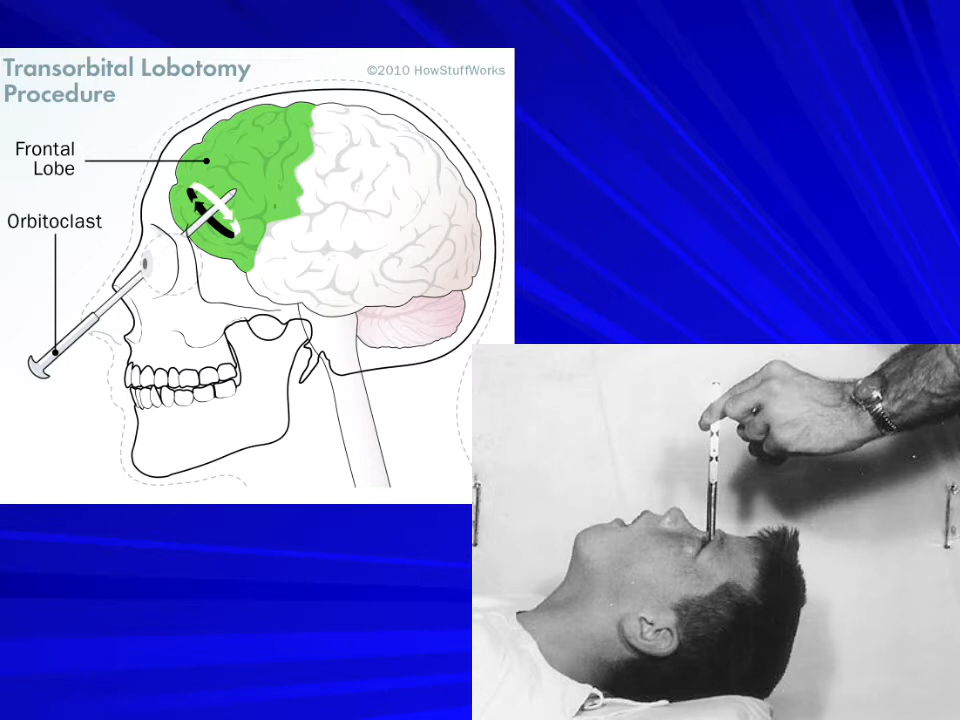 Transorbital Lobotomy
Procedure
©2010 HowStuffWorks
Frontal
Lobe
Orbitoclast